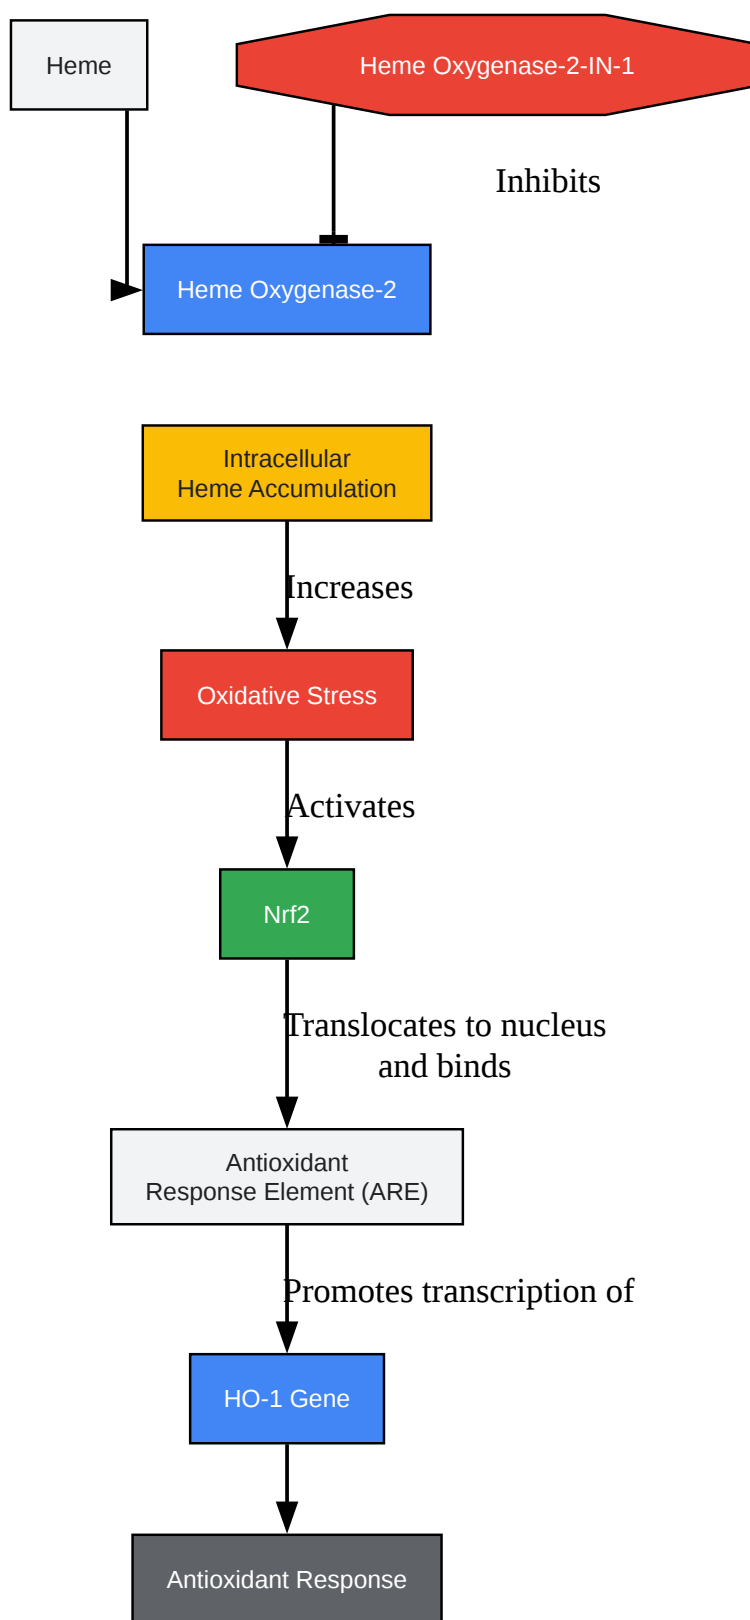 Heme
Heme Oxygenase-2-IN-1
Inhibits
Heme Oxygenase-2
Intracellular
Heme Accumulation
Increases
Oxidative Stress
Activates
Nrf2
Translocates to nucleus
and binds
Antioxidant
Response Element (ARE)
Promotes transcription of
HO-1 Gene
Antioxidant Response